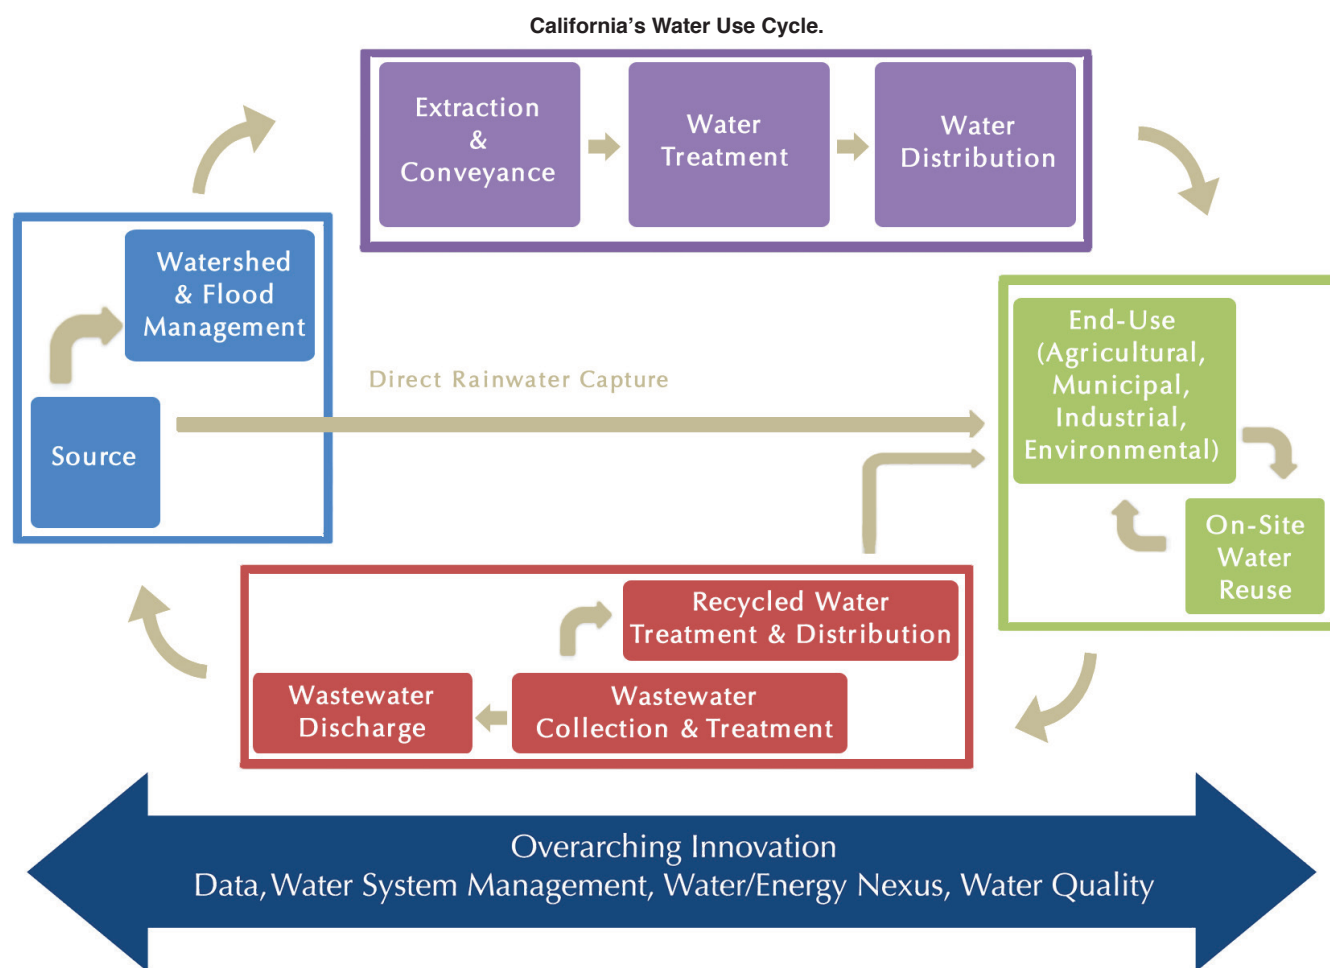 California's Water Use Cycle.
Extraction
&
Conveyance
Water
Treatment
Water
Distribution
Watershed
& Flood
Management
Source
Direct Rainwater Capture
End-Use
(Agricultural,
Municipal,
Industrial,
Environmental)
On-Site
Water
Reuse
Recycled Water
Treatment & Distribution
Wastewater
Discharge
Wastewater
Collection & Treatment
Overarching Innovation
Data, Water System Management, Water/Energy Nexus, Water Quality